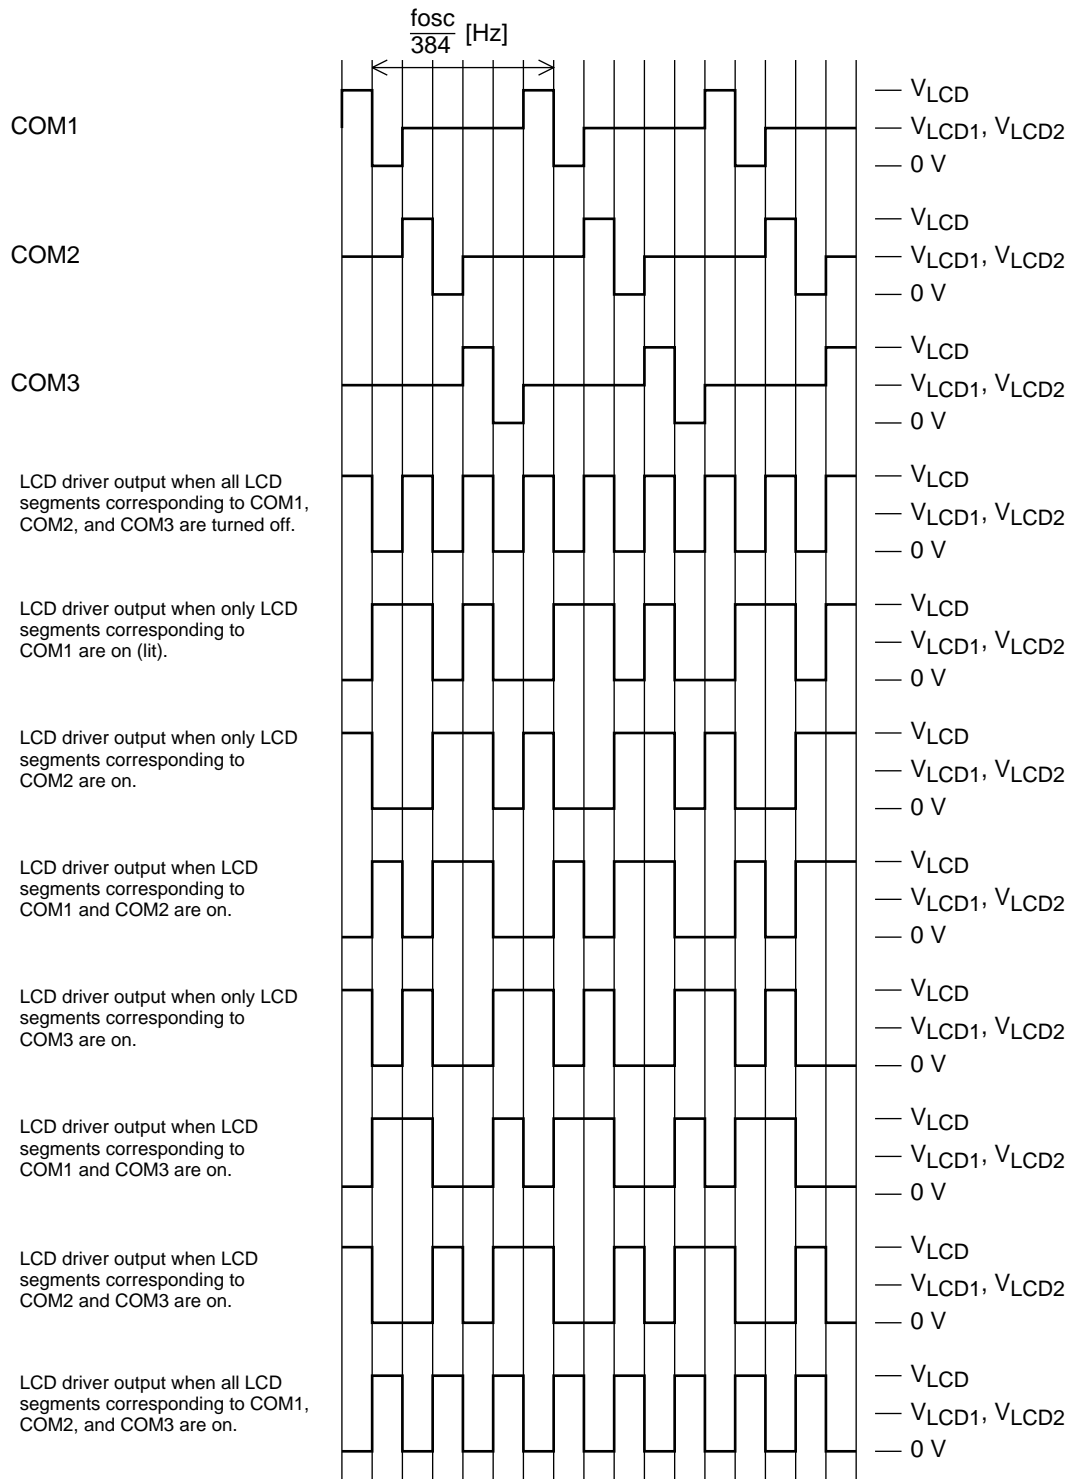 fosc
384 [Hz]
COM1
VLCD
VLCD1, VLCD2
0 V
COM2
VLCD
VLCD1, VLCD2
0 V
COM3
VLCD
VLCD1, VLCD2
0 V
LCD driver output when all LCD
segments corresponding to COM1,
COM2, and COM3 are turned off.
VLCD
VLCD1, VLCD2
0 V
LCD driver output when only LCD
segments corresponding to
COM1 are on (lit).
VLCD
VLCD1, VLCD2
0 V
LCD driver output when only LCD
segments corresponding to
COM2 are on.
VLCD
VLCD1, VLCD2
0 V
LCD driver output when LCD
segments corresponding to
COM1 and COM2 are on.
VLCD
VLCD1, VLCD2
0 V
LCD driver output when only LCD
segments corresponding to
COM3 are on.
VLCD
VLCD1, VLCD2
0 V
LCD driver output when LCD
segments corresponding to
COM1 and COM3 are on.
VLCD
VLCD1, VLCD2
0 V
LCD driver output when LCD
segments corresponding to
COM2 and COM3 are on.
VLCD
VLCD1, VLCD2
0 V
LCD driver output when all LCD
segments corresponding to COM1,
COM2, and COM3 are on.
VLCD
VLCD1, VLCD2
0 V